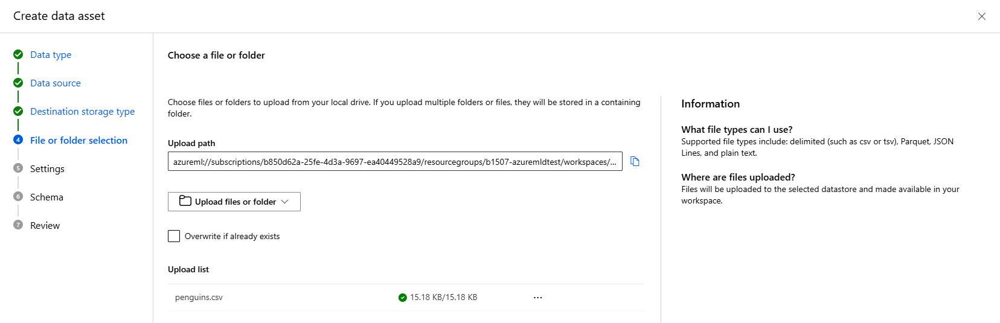 Create data asset
Data type
Data source
Destination storage type
4 File or folder selection
5 Settings
6 Schema
7 Review
Choose a file or folder
Choose files or folders to upload from your local drive. If you upload multiple folders or files, they will be stored in a containing
folder.
Upload path
azureml://subscriptions/b850d62a-25fe-4d3a-9697-ea40449528a9/resourcegroups/b1507-azuremldtest/workspaces/...
Upload files or folder
Overwrite if already exists
Upload list
penguins.csv 15.18 KB/15.18 KB ...
Information
What file types can I use?
Supported file types include: delimited (such as csv or tsv), Parquet, JSON
Lines, and plain text.
Where are files uploaded?
Files will be uploaded to the selected datastore and made available in your
workspace.